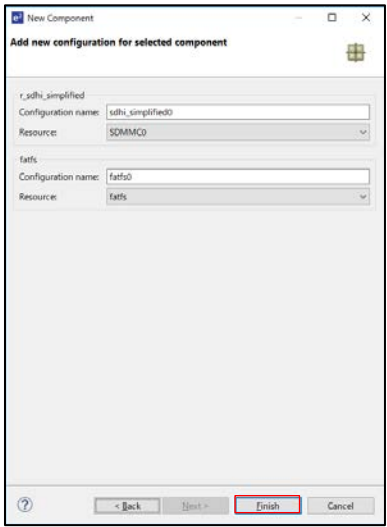 e² New Component
Add new configuration for selected component
r_sdhi_simplified
Configuration name: sdhi_simplified0
Resource: SDMMC0
fatfs
Configuration name: fatfs0
Resource: fatfs
? < Back Next > Finish Cancel